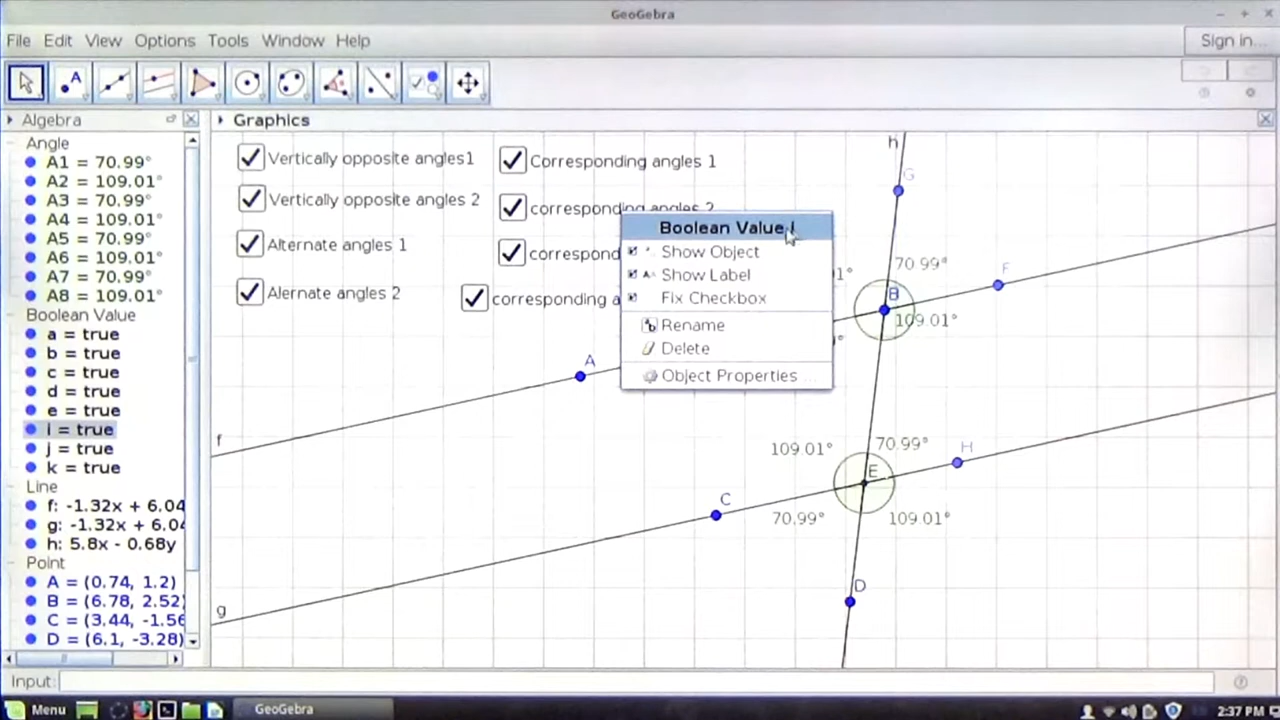 GeoGebra
File Edit View Options Tools Window Help
Sign in...
Algebra
Graphics
Angle
A1 = 70.99°
A2 = 109.01°
A3 = 70.99°
A4 = 109.01°
A5 = 70.99°
A6 = 109.01°
A7 = 70.99°
A8 = 109.01°
Boolean Value
a = true
b = true
c = true
d = true
e = true
i = true
j = true
k = true
Line
f: -1.32x + 6.04
g: -1.32x + 6.04
h: 5.8x - 0.68y
Point
A = (0.74, 1.2)
B = (6.78, 2.52)
C = (3.44, -1.56
D = (6.1, -3.28)
Vertically opposite angles1
Vertically opposite angles 2
Alternate angles 1
Alernate angles 2
Corresponding angles 1
corresponding angles 2
correspond
corresponding a
Boolean Value i
Show Object
Show Label
Fix Checkbox
Rename
Delete
Object Properties ...
h
G
70.99°
F
B
109.01°
A
f
109.01°
70.99°
H
E
C
70.99°
109.01°
D
g
Input:
Menu
GeoGebra
2:37 PM